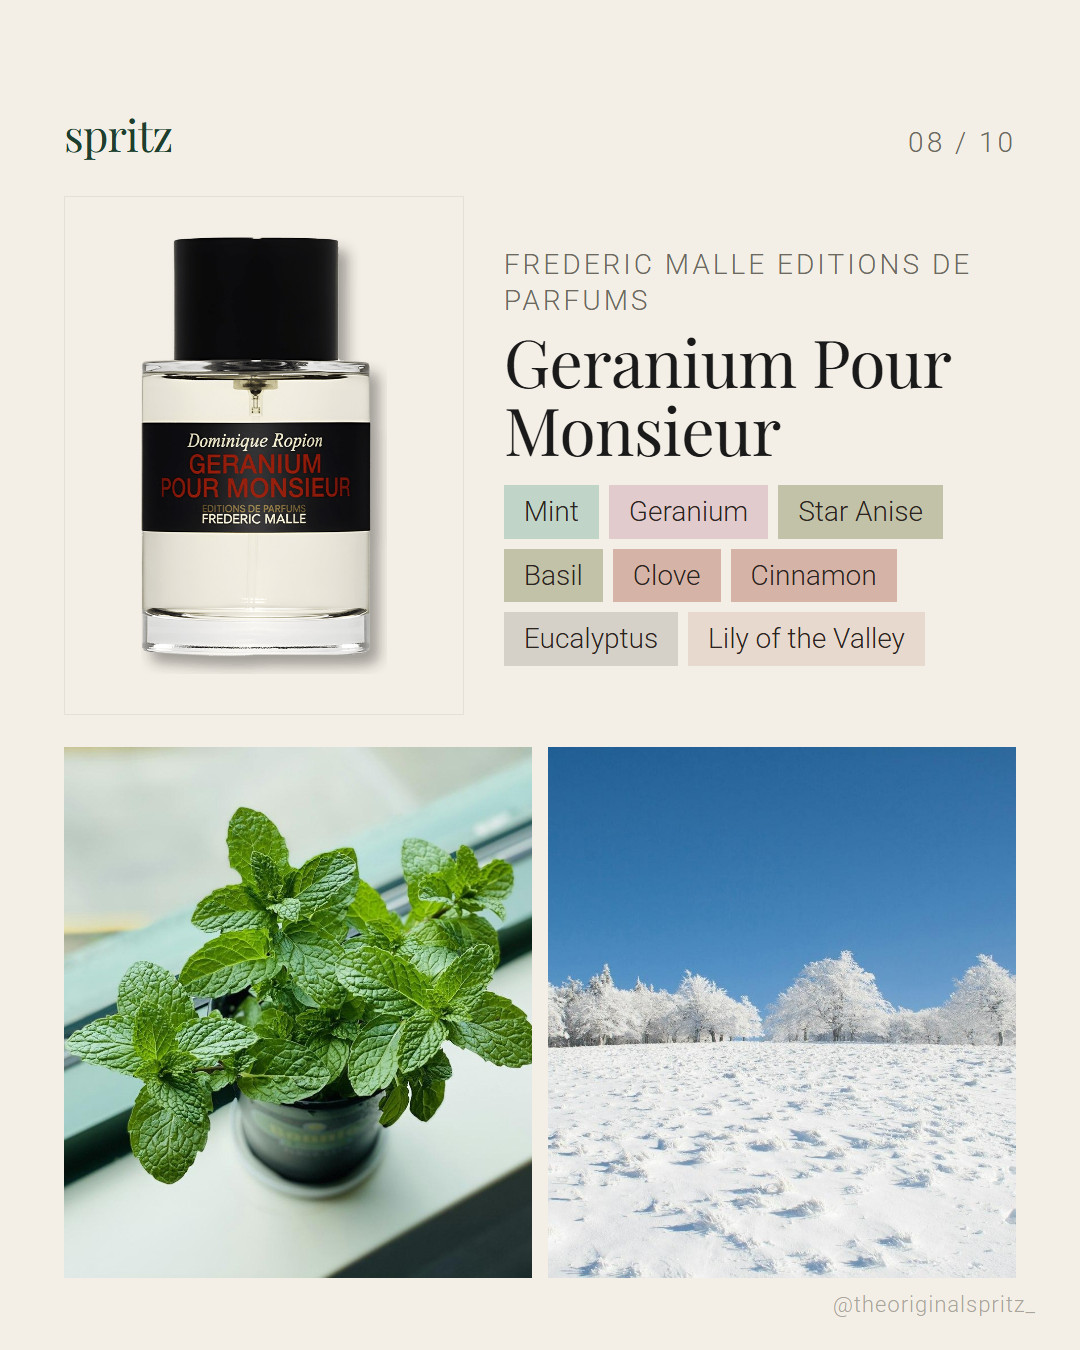 spritz
08 / 10
FREDERIC MALLE EDITIONS DE
PARFUMS
Geranium Pour
Monsieur
Mint
Geranium
Star Anise
Basil
Clove
Cinnamon
Eucalyptus
Lily of the Valley
Dominique Ropion
GERANIUM
POUR MONSIEUR
EDITIONS DE PARFUMS
FREDERIC MALLE
@theoriginalspritz_